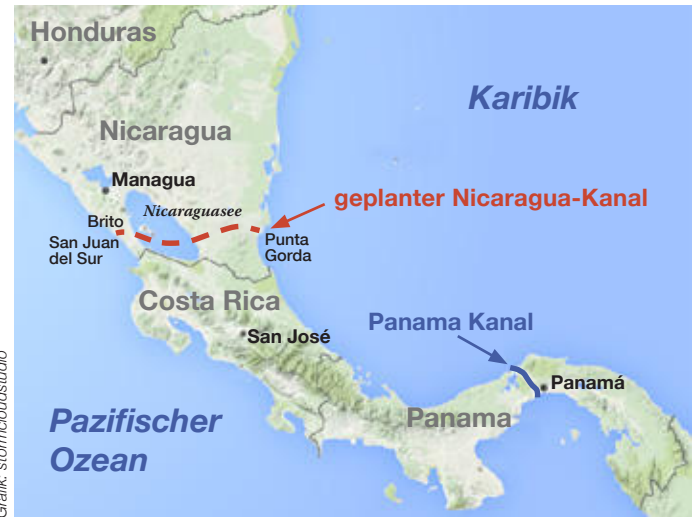 Honduras
Karibik
Nicaragua
Managua
Nicaraguasee
geplanter Nicaragua-Kanal
Brito
San Juan
del Sur
Punta
Gorda
Costa Rica
San José
Panama Kanal
Panamá
Panama
Pazifischer
Ozean
Grafik: stormcloudstudio